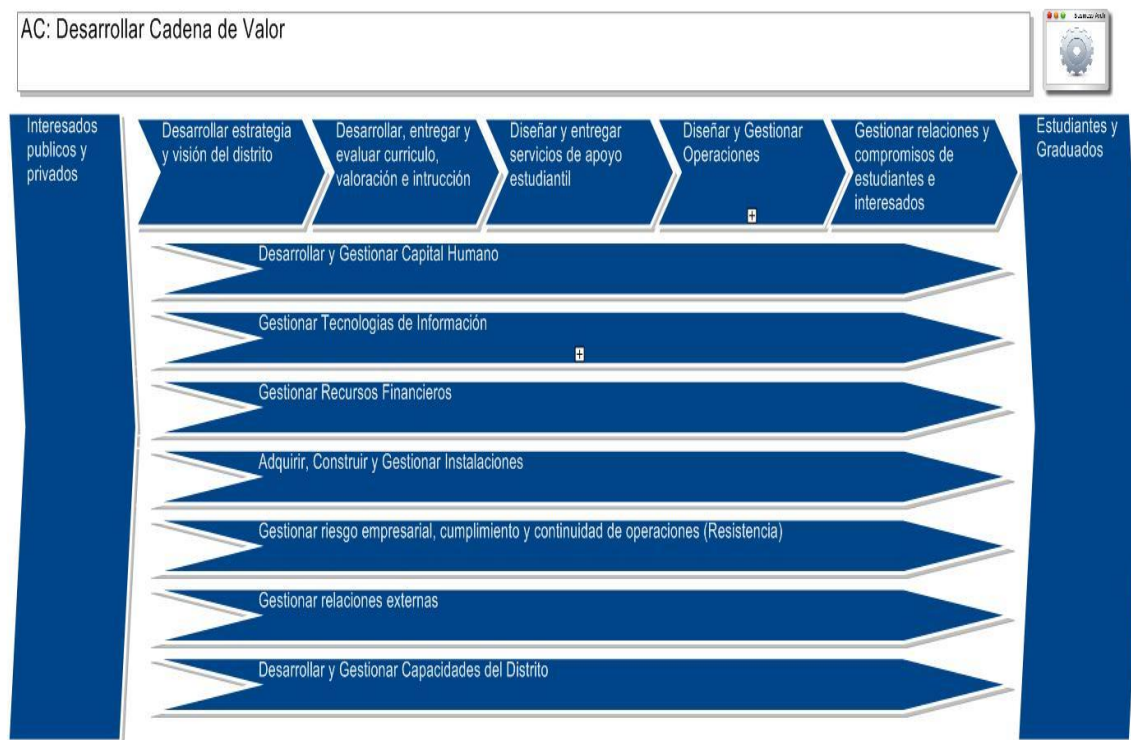 AC: Desarrollar Cadena de Valor
Interesados
publicos y
privados
Desarrollar estrategia
y visión del distrito
Desarrollar, entregar y
evaluar currículo,
valoración e intrucción
Diseñar y entregar
servicios de apoyo
estudiantil
Diseñar y Gestionar
Operaciones
Gestionar relaciones y
compromisos de
estudiantes e
interesados
Estudiantes y
Graduados
Desarrollar y Gestionar Capital Humano
Gestionar Tecnologias de Información
Gestionar Recursos Financieros
Adquirir, Construir y Gestionar Instalaciones
Gestionar riesgo empresarial, cumplimiento y continuidad de operaciones (Resistencia)
Gestionar relaciones externas
Desarrollar y Gestionar Capacidades del Distrito